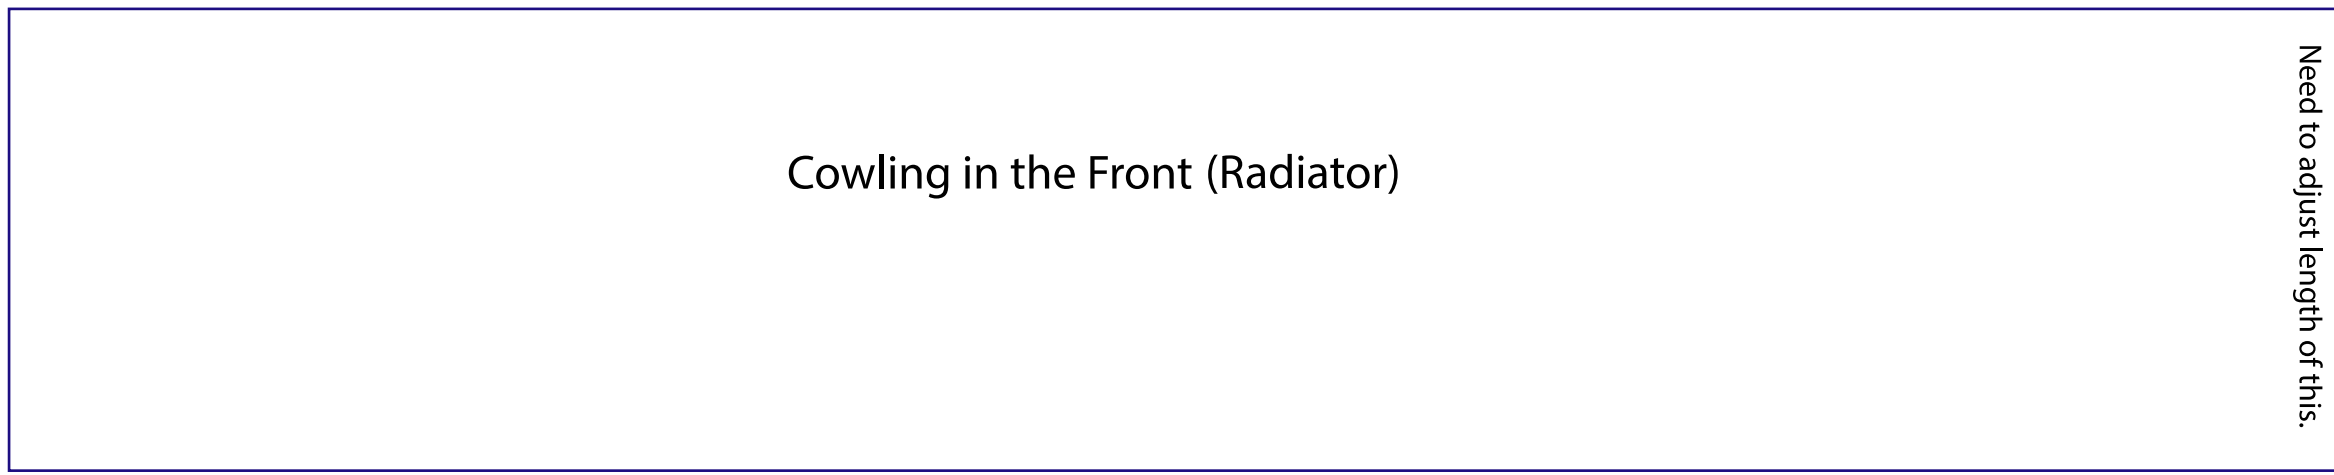 Cowling in the Front (Radiator)
Need to adjust length of this.